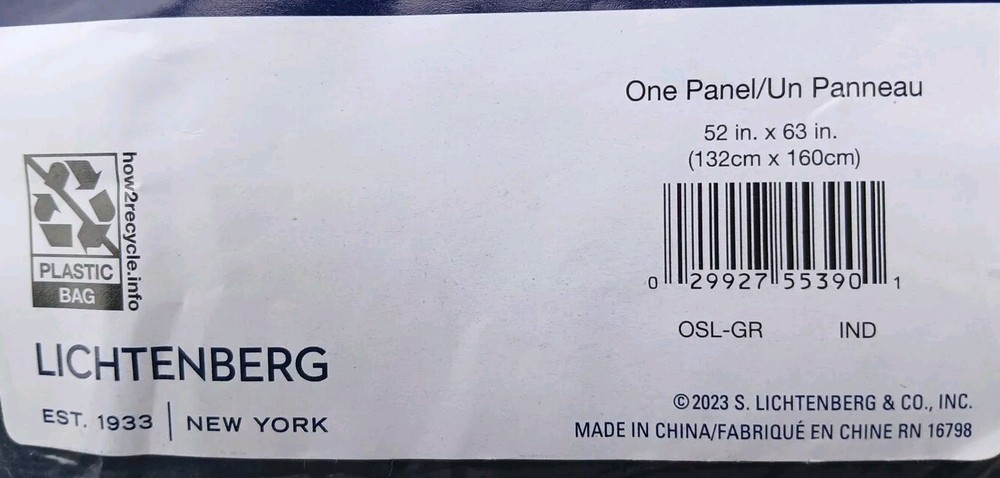 One Panel/Un Panneau
52 in. x 63 in.
(132cm x 160cm)
0 29927 55390 1
OSL-GR IND
how2recycle.info
PLASTIC
BAG
LICHTENBERG
EST. 1933 | NEW YORK
©2023 S. LICHTENBERG & CO., INC.
MADE IN CHINA/FABRIQUÉ EN CHINE RN 16798